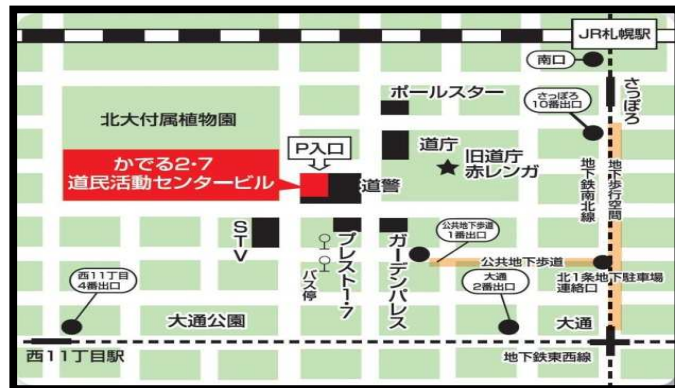 JR札幌駅
南口
さっぽろ
ポールスター
さっぽろ
10番出口
北大付属植物園
道庁
P入口
旧道庁
赤レンガ
かでる2・7
道民活動センタービル
道警
地下鉄南北線
地下歩行空間
STV
プレスト1・7
ガーデンパレス
公共地下歩道
1番出口
公共地下歩道
バス停
北1条地下駐車場
連絡口
西11丁目
4番出口
大通
2番出口
大通公園
大通
西11丁目駅
地下鉄東西線